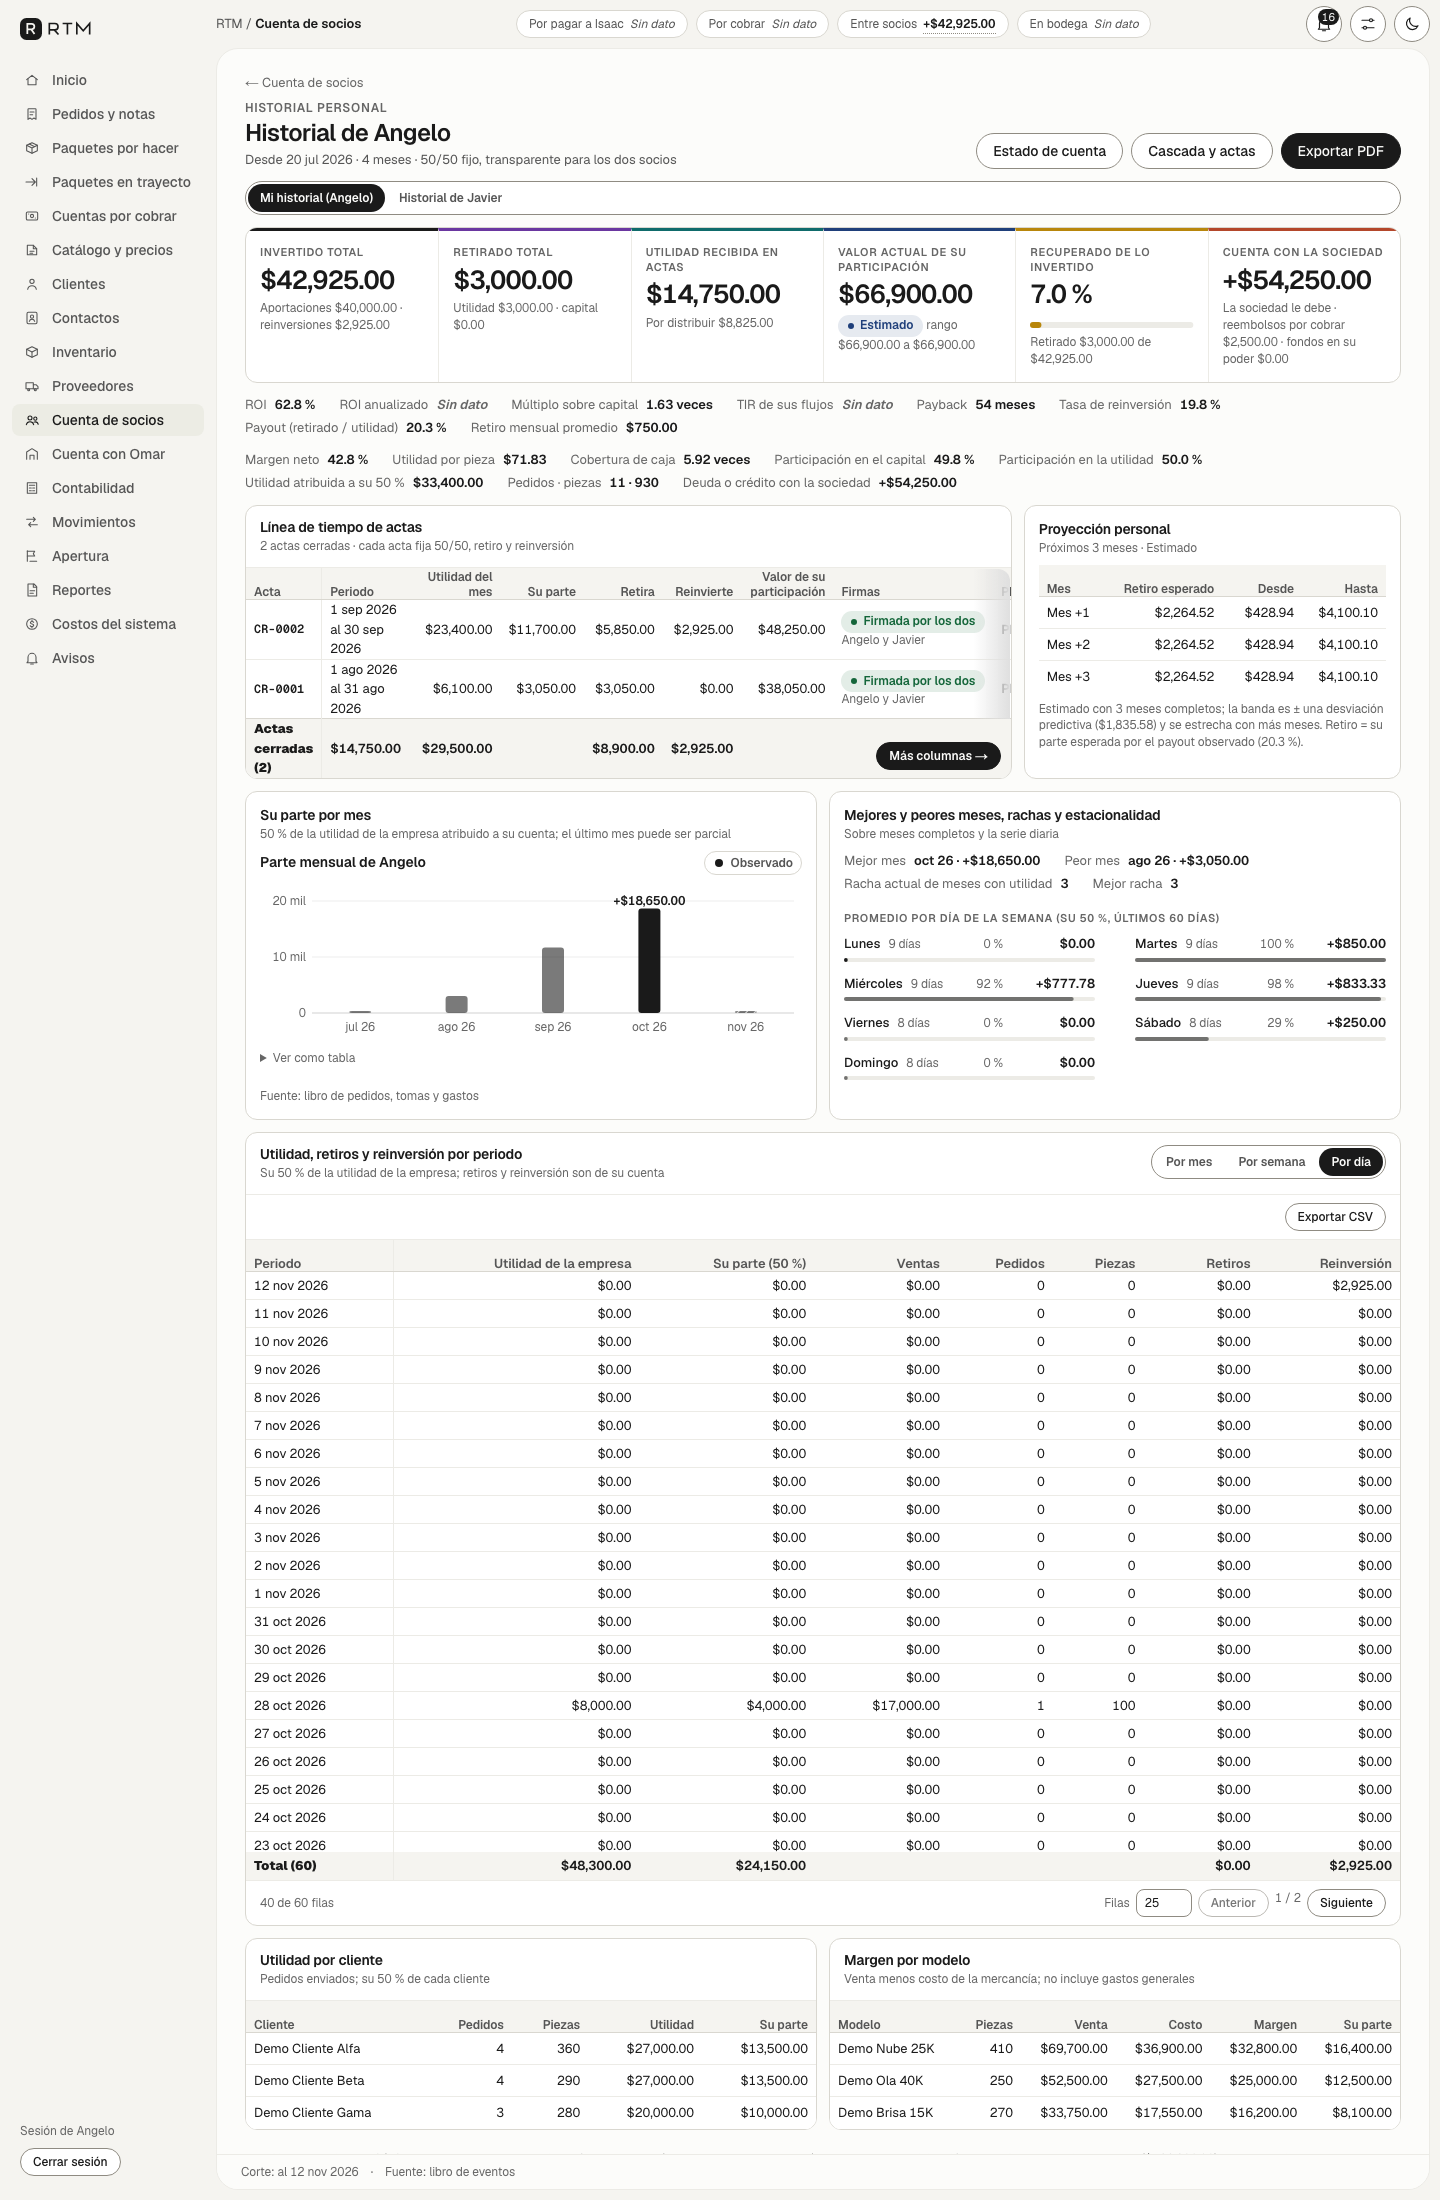 R RTM
RTM / Cuenta de socios
Por pagar a Isaac Sin dato
Por cobrar Sin dato
Entre socios +$42,925.00
En bodega Sin dato
16
Inicio
Pedidos y notas
Paquetes por hacer
Paquetes en trayecto
Cuentas por cobrar
Catálogo y precios
Clientes
Contactos
Inventario
Proveedores
Cuenta de socios
Cuenta con Omar
Contabilidad
Movimientos
Apertura
Reportes
Costos del sistema
Avisos
Sesión de Angelo
Cerrar sesión
← Cuenta de socios
HISTORIAL PERSONAL
Historial de Angelo
Desde 20 jul 2026 · 4 meses · 50/50 fijo, transparente para los dos socios
Estado de cuenta
Cascada y actas
Exportar PDF
Mi historial (Angelo)
Historial de Javier
INVERTIDO TOTAL
$42,925.00
Aportaciones $40,000.00 ·
reinversiones $2,925.00
RETIRADO TOTAL
$3,000.00
Utilidad $3,000.00 · capital
$0.00
UTILIDAD RECIBIDA EN
ACTAS
$14,750.00
Por distribuir $8,825.00
VALOR ACTUAL DE SU
PARTICIPACIÓN
$66,900.00
Estimado rango
$66,900.00 a $66,900.00
RECUPERADO DE LO
INVERTIDO
7.0 %
Retirado $3,000.00 de
$42,925.00
CUENTA CON LA SOCIEDAD
+$54,250.00
La sociedad le debe ·
reembolsos por cobrar
$2,500.00 · fondos en su
poder $0.00
ROI 62.8 % ROI anualizado Sin dato Múltiplo sobre capital 1.63 veces TIR de sus flujos Sin dato Payback 54 meses Tasa de reinversión 19.8 %
Payout (retirado / utilidad) 20.3 % Retiro mensual promedio $750.00
Margen neto 42.8 % Utilidad por pieza $71.83 Cobertura de caja 5.92 veces Participación en el capital 49.8 % Participación en la utilidad 50.0 %
Utilidad atribuida a su 50 % $33,400.00 Pedidos · piezas 11 · 930 Deuda o crédito con la sociedad +$54,250.00
Línea de tiempo de actas
2 actas cerradas · cada acta fija 50/50, retiro y reinversión
Acta Periodo Utilidad del mes Su parte Retira Reinvierte Valor de su participación Firmas
CR-0002 1 sep 2026 al 30 sep 2026 $23,400.00 $11,700.00 $5,850.00 $2,925.00 $48,250.00 Firmada por los dos
Angelo y Javier
CR-0001 1 ago 2026 al 31 ago 2026 $6,100.00 $3,050.00 $3,050.00 $0.00 $38,050.00 Firmada por los dos
Angelo y Javier
Actas cerradas (2) $14,750.00 $29,500.00 $8,900.00 $2,925.00
Más columnas →
Proyección personal
Próximos 3 meses · Estimado
Mes Retiro esperado Desde Hasta
Mes +1 $2,264.52 $428.94 $4,100.10
Mes +2 $2,264.52 $428.94 $4,100.10
Mes +3 $2,264.52 $428.94 $4,100.10
Estimado con 3 meses completos; la banda es ± una desviación
predictiva ($1,835.58) y se estrecha con más meses. Retiro = su
parte esperada por el payout observado (20.3 %).
Su parte por mes
50 % de la utilidad de la empresa atribuido a su cuenta; el último mes puede ser parcial
Parte mensual de Angelo
Observado
20 mil
10 mil
0
+$18,650.00
jul 26 ago 26 sep 26 oct 26 nov 26
▶ Ver como tabla
Fuente: libro de pedidos, tomas y gastos
Mejores y peores meses, rachas y estacionalidad
Sobre meses completos y la serie diaria
Mejor mes oct 26 · +$18,650.00 Peor mes ago 26 · +$3,050.00
Racha actual de meses con utilidad 3 Mejor racha 3
PROMEDIO POR DÍA DE LA SEMANA (SU 50 %, ÚLTIMOS 60 DÍAS)
Lunes 9 días 0 % $0.00
Martes 9 días 100 % +$850.00
Miércoles 9 días 92 % +$777.78
Jueves 9 días 98 % +$833.33
Viernes 8 días 0 % $0.00
Sábado 8 días 29 % +$250.00
Domingo 8 días 0 % $0.00
Utilidad, retiros y reinversión por periodo
Su 50 % de la utilidad de la empresa; retiros y reinversión son de su cuenta
Por mes Por semana Por día
Exportar CSV
Periodo Utilidad de la empresa Su parte (50 %) Ventas Pedidos Piezas Retiros Reinversión
12 nov 2026 $0.00 $0.00 $0.00 0 0 $0.00 $2,925.00
11 nov 2026 $0.00 $0.00 $0.00 0 0 $0.00 $0.00
10 nov 2026 $0.00 $0.00 $0.00 0 0 $0.00 $0.00
9 nov 2026 $0.00 $0.00 $0.00 0 0 $0.00 $0.00
8 nov 2026 $0.00 $0.00 $0.00 0 0 $0.00 $0.00
7 nov 2026 $0.00 $0.00 $0.00 0 0 $0.00 $0.00
6 nov 2026 $0.00 $0.00 $0.00 0 0 $0.00 $0.00
5 nov 2026 $0.00 $0.00 $0.00 0 0 $0.00 $0.00
4 nov 2026 $0.00 $0.00 $0.00 0 0 $0.00 $0.00
3 nov 2026 $0.00 $0.00 $0.00 0 0 $0.00 $0.00
2 nov 2026 $0.00 $0.00 $0.00 0 0 $0.00 $0.00
1 nov 2026 $0.00 $0.00 $0.00 0 0 $0.00 $0.00
31 oct 2026 $0.00 $0.00 $0.00 0 0 $0.00 $0.00
30 oct 2026 $0.00 $0.00 $0.00 0 0 $0.00 $0.00
29 oct 2026 $0.00 $0.00 $0.00 0 0 $0.00 $0.00
28 oct 2026 $8,000.00 $4,000.00 $17,000.00 1 100 $0.00 $0.00
27 oct 2026 $0.00 $0.00 $0.00 0 0 $0.00 $0.00
26 oct 2026 $0.00 $0.00 $0.00 0 0 $0.00 $0.00
25 oct 2026 $0.00 $0.00 $0.00 0 0 $0.00 $0.00
24 oct 2026 $0.00 $0.00 $0.00 0 0 $0.00 $0.00
23 oct 2026 $0.00 $0.00 $0.00 0 0 $0.00 $0.00
Total (60) $48,300.00 $24,150.00 $0.00 $2,925.00
40 de 60 filas
Filas 25 Anterior 1 / 2 Siguiente
Utilidad por cliente
Pedidos enviados; su 50 % de cada cliente
Cliente Pedidos Piezas Utilidad Su parte
Demo Cliente Alfa 4 360 $27,000.00 $13,500.00
Demo Cliente Beta 4 290 $27,000.00 $13,500.00
Demo Cliente Gama 3 280 $20,000.00 $10,000.00
Margen por modelo
Venta menos costo de la mercancía; no incluye gastos generales
Modelo Piezas Venta Costo Margen Su parte
Demo Nube 25K 410 $69,700.00 $36,900.00 $32,800.00 $16,400.00
Demo Ola 40K 250 $52,500.00 $27,500.00 $25,000.00 $12,500.00
Demo Brisa 15K 270 $33,750.00 $17,550.00 $16,200.00 $8,100.00
Corte: al 12 nov 2026 · Fuente: libro de eventos